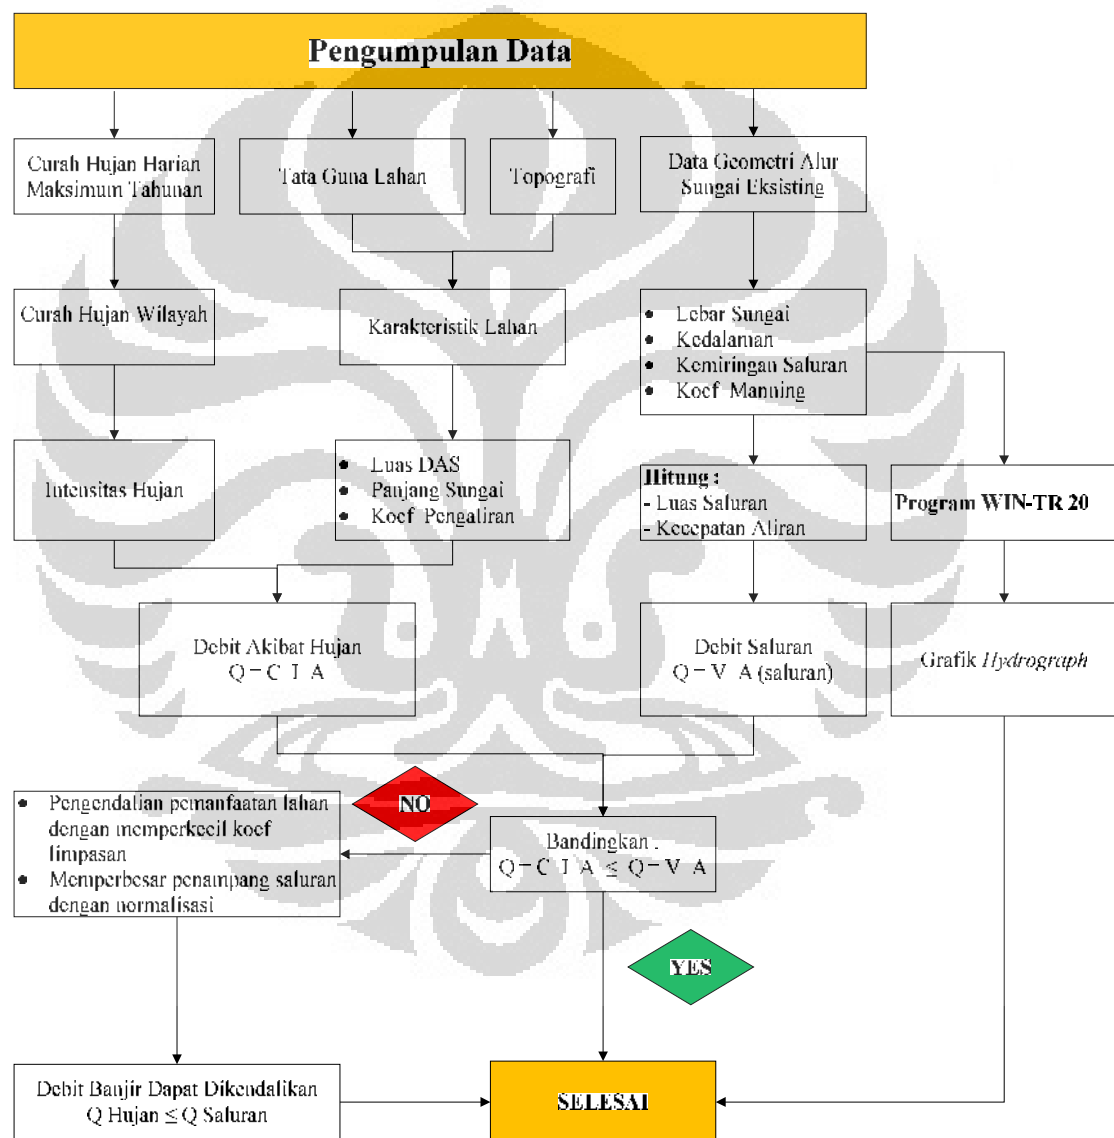 Pengumpulan Data
Curah Hujan Harian
Maksimum Tahunan
Tata Guna Lahan
Topografi
Data Geometri Alur
Sungai Eksisting
Curah Hujan Wilayah
Karakteristik Lahan
• Lebar Sungai
• Kedalaman
• Kemiringan Saluran
• Koef Manning
Intensitas Hujan
• Luas DAS
• Panjang Sungai
• Koef Pengaliran
Hitung :
- Luas Saluran
- Kecepatan Aliran
Program WIN-TR 20
Debit Akibat Hujan
Q = C I A
Debit Saluran
Q = V A (saluran)
Grafik Hydrograph
NO
• Pengendalian pemanfaatan lahan
dengan memperkecil koef
limpasan
• Memperbesar penampang saluran
dengan normalisasi
Bandingkan :
Q = C I A ≤ Q = V A
YES
Debit Banjir Dapat Dikendalikan
Q Hujan ≤ Q Saluran
SELESAI